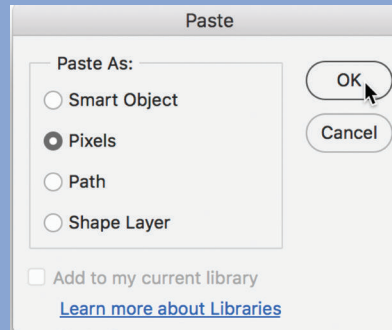 Paste
Paste As:
Smart Object
OK
Pixels
Cancel
Path
Shape Layer
Add to my current library
Learn more about Libraries